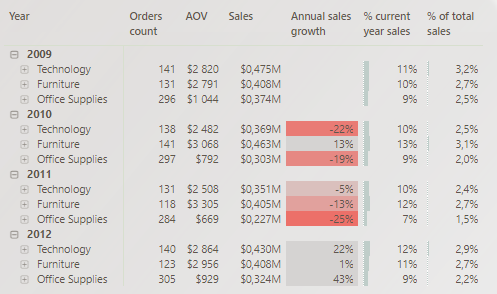 Year Orders count AOV Sales Annual sales growth % current year sales % of total sales
2009
Technology 141 $2 820 $0,475M 11% 3,2%
Furniture 131 $2 791 $0,408M 10% 2,7%
Office Supplies 296 $1 044 $0,374M 9% 2,5%
2010
Technology 138 $2 482 $0,369M -22% 10% 2,5%
Furniture 141 $3 068 $0,463M 13% 13% 3,1%
Office Supplies 297 $792 $0,303M -19% 9% 2,0%
2011
Technology 131 $2 508 $0,351M -5% 10% 2,4%
Furniture 118 $3 305 $0,405M -13% 12% 2,7%
Office Supplies 284 $669 $0,227M -25% 7% 1,5%
2012
Technology 140 $2 864 $0,430M 22% 12% 2,9%
Furniture 123 $2 956 $0,408M 1% 11% 2,7%
Office Supplies 305 $929 $0,324M 43% 9% 2,2%